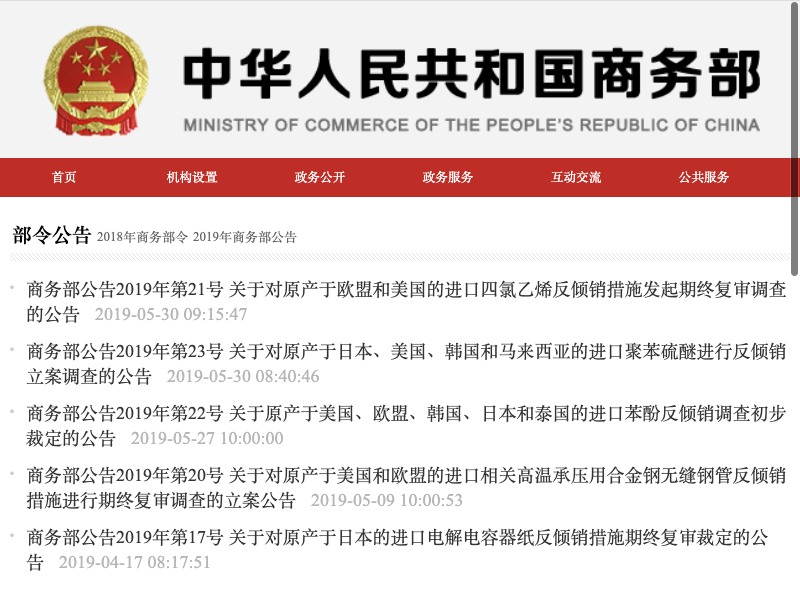 中华人民共和国商务部
MINISTRY OF COMMERCE OF THE PEOPLE'S REPUBLIC OF CHINA
首页 机构设置 政务公开 政务服务 互动交流 公共服务
部令公告 2018年商务部令 2019年商务部公告
商务部公告2019年第21号 关于对原产于欧盟和美国的进口四氯乙烯反倾销措施发起期终复审调查
的公告 2019-05-30 09:15:47
商务部公告2019年第23号 关于对原产于日本、美国、韩国和马来西亚的进口聚苯硫醚进行反倾销
立案调查的公告 2019-05-30 08:40:46
商务部公告2019年第22号 关于原产于美国、欧盟、韩国、日本和泰国的进口苯酚反倾销调查初步
裁定的公告 2019-05-27 10:00:00
商务部公告2019年第20号 关于对原产于美国和欧盟的进口相关高温承压用合金钢无缝钢管反倾销
措施进行期终复审调查的立案公告 2019-05-09 10:00:53
商务部公告2019年第17号 关于对原产于日本的进口电解电容器纸反倾销措施期终复审裁定的公
告 2019-04-17 08:17:51